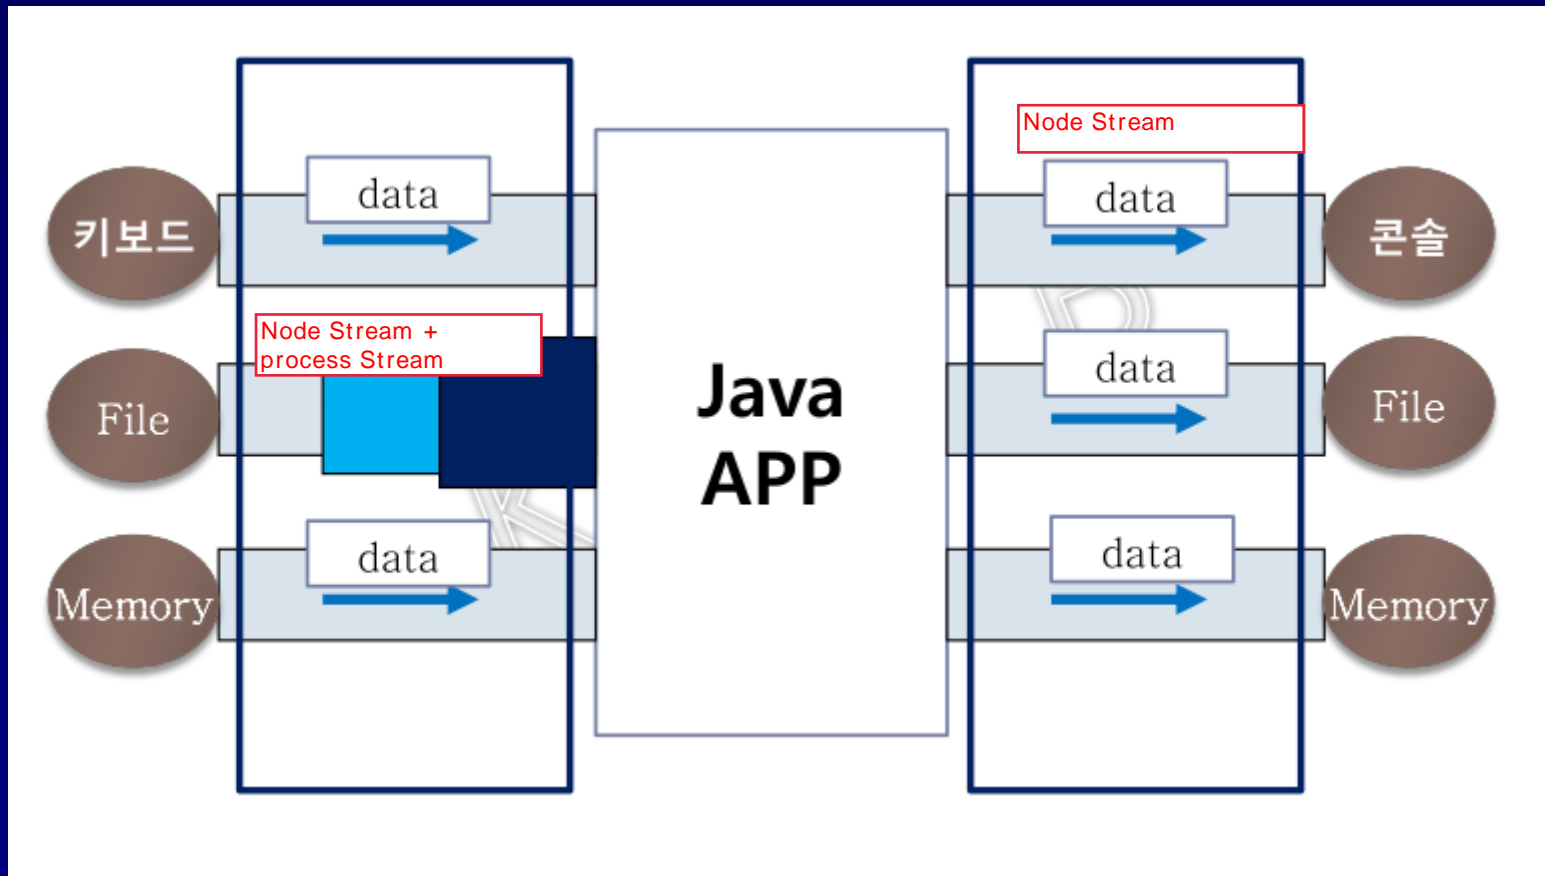 Node Stream
data
data
키보드
콘솔
Node Stream +
process Stream
data
File
Java
APP
File
data
data
Memory
Memory